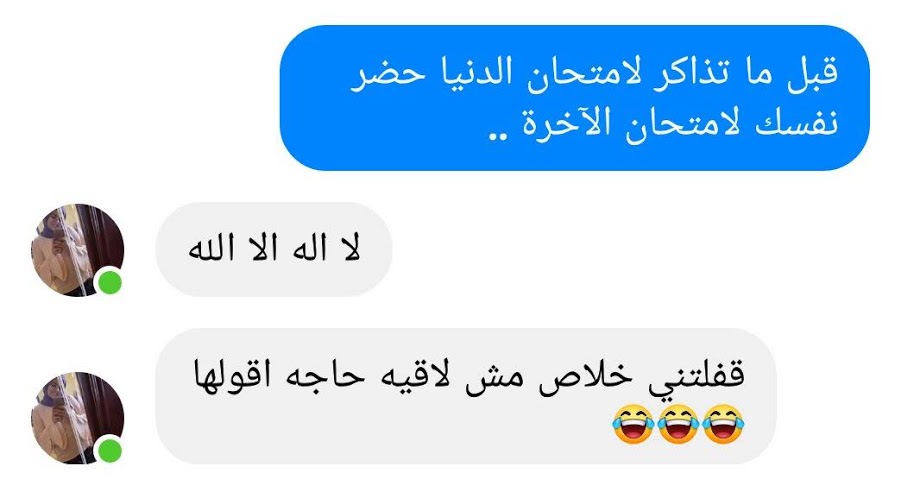 قبل ما تذاكر لامتحان الدنيا حضر
نفسك لامتحان الآخرة ..
لا اله الا الله
قفلتني خلاص مش لاقيه حاجه اقولها
😂😂😂